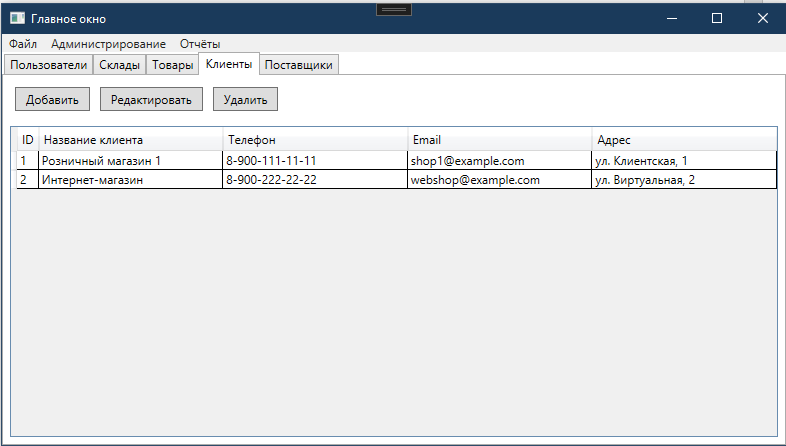 Главное окно
Файл Администрирование Отчёты
Пользователи Склады Товары Клиенты Поставщики
Добавить Редактировать Удалить
ID Название клиента Телефон Email Адрес
1 Розничный магазин 1 8-900-111-11-11 shop1@example.com ул. Клиентская, 1
2 Интернет-магазин 8-900-222-22-22 webshop@example.com ул. Виртуальная, 2